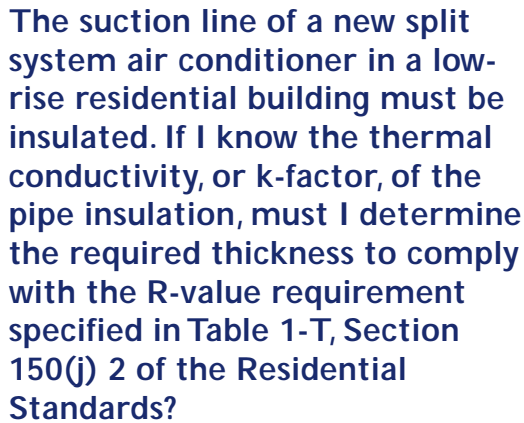 The suction line of a new split
system air conditioner in a low-
rise residential building must be
insulated. If I know the thermal
conductivity, or k-factor, of the
pipe insulation, must I determine
the required thickness to comply
with the R-value requirement
specified in Table 1-T, Section
150(j) 2 of the Residential
Standards?